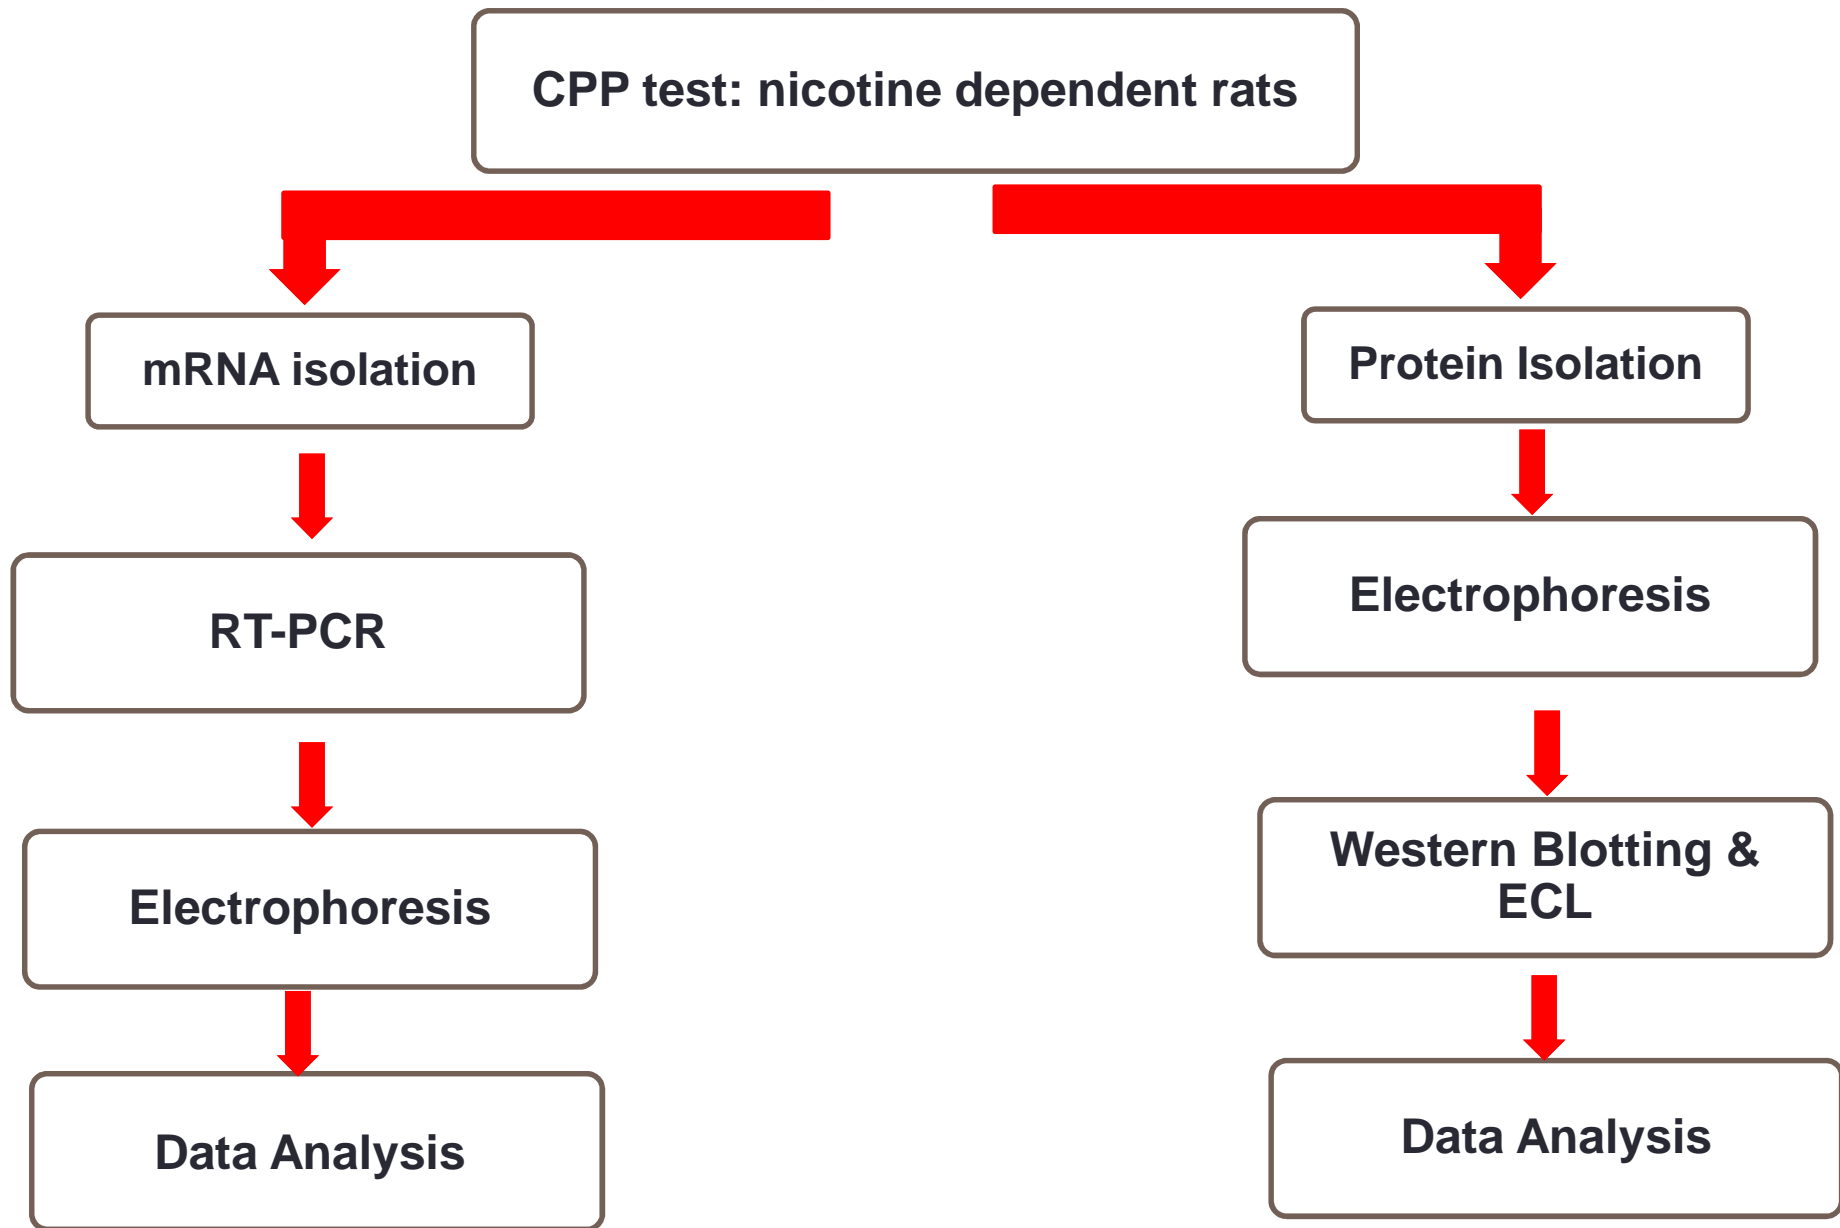 CPP test: nicotine dependent rats
mRNA isolation
RT-PCR
Electrophoresis
Data Analysis
Protein Isolation
Electrophoresis
Western Blotting &
ECL
Data Analysis